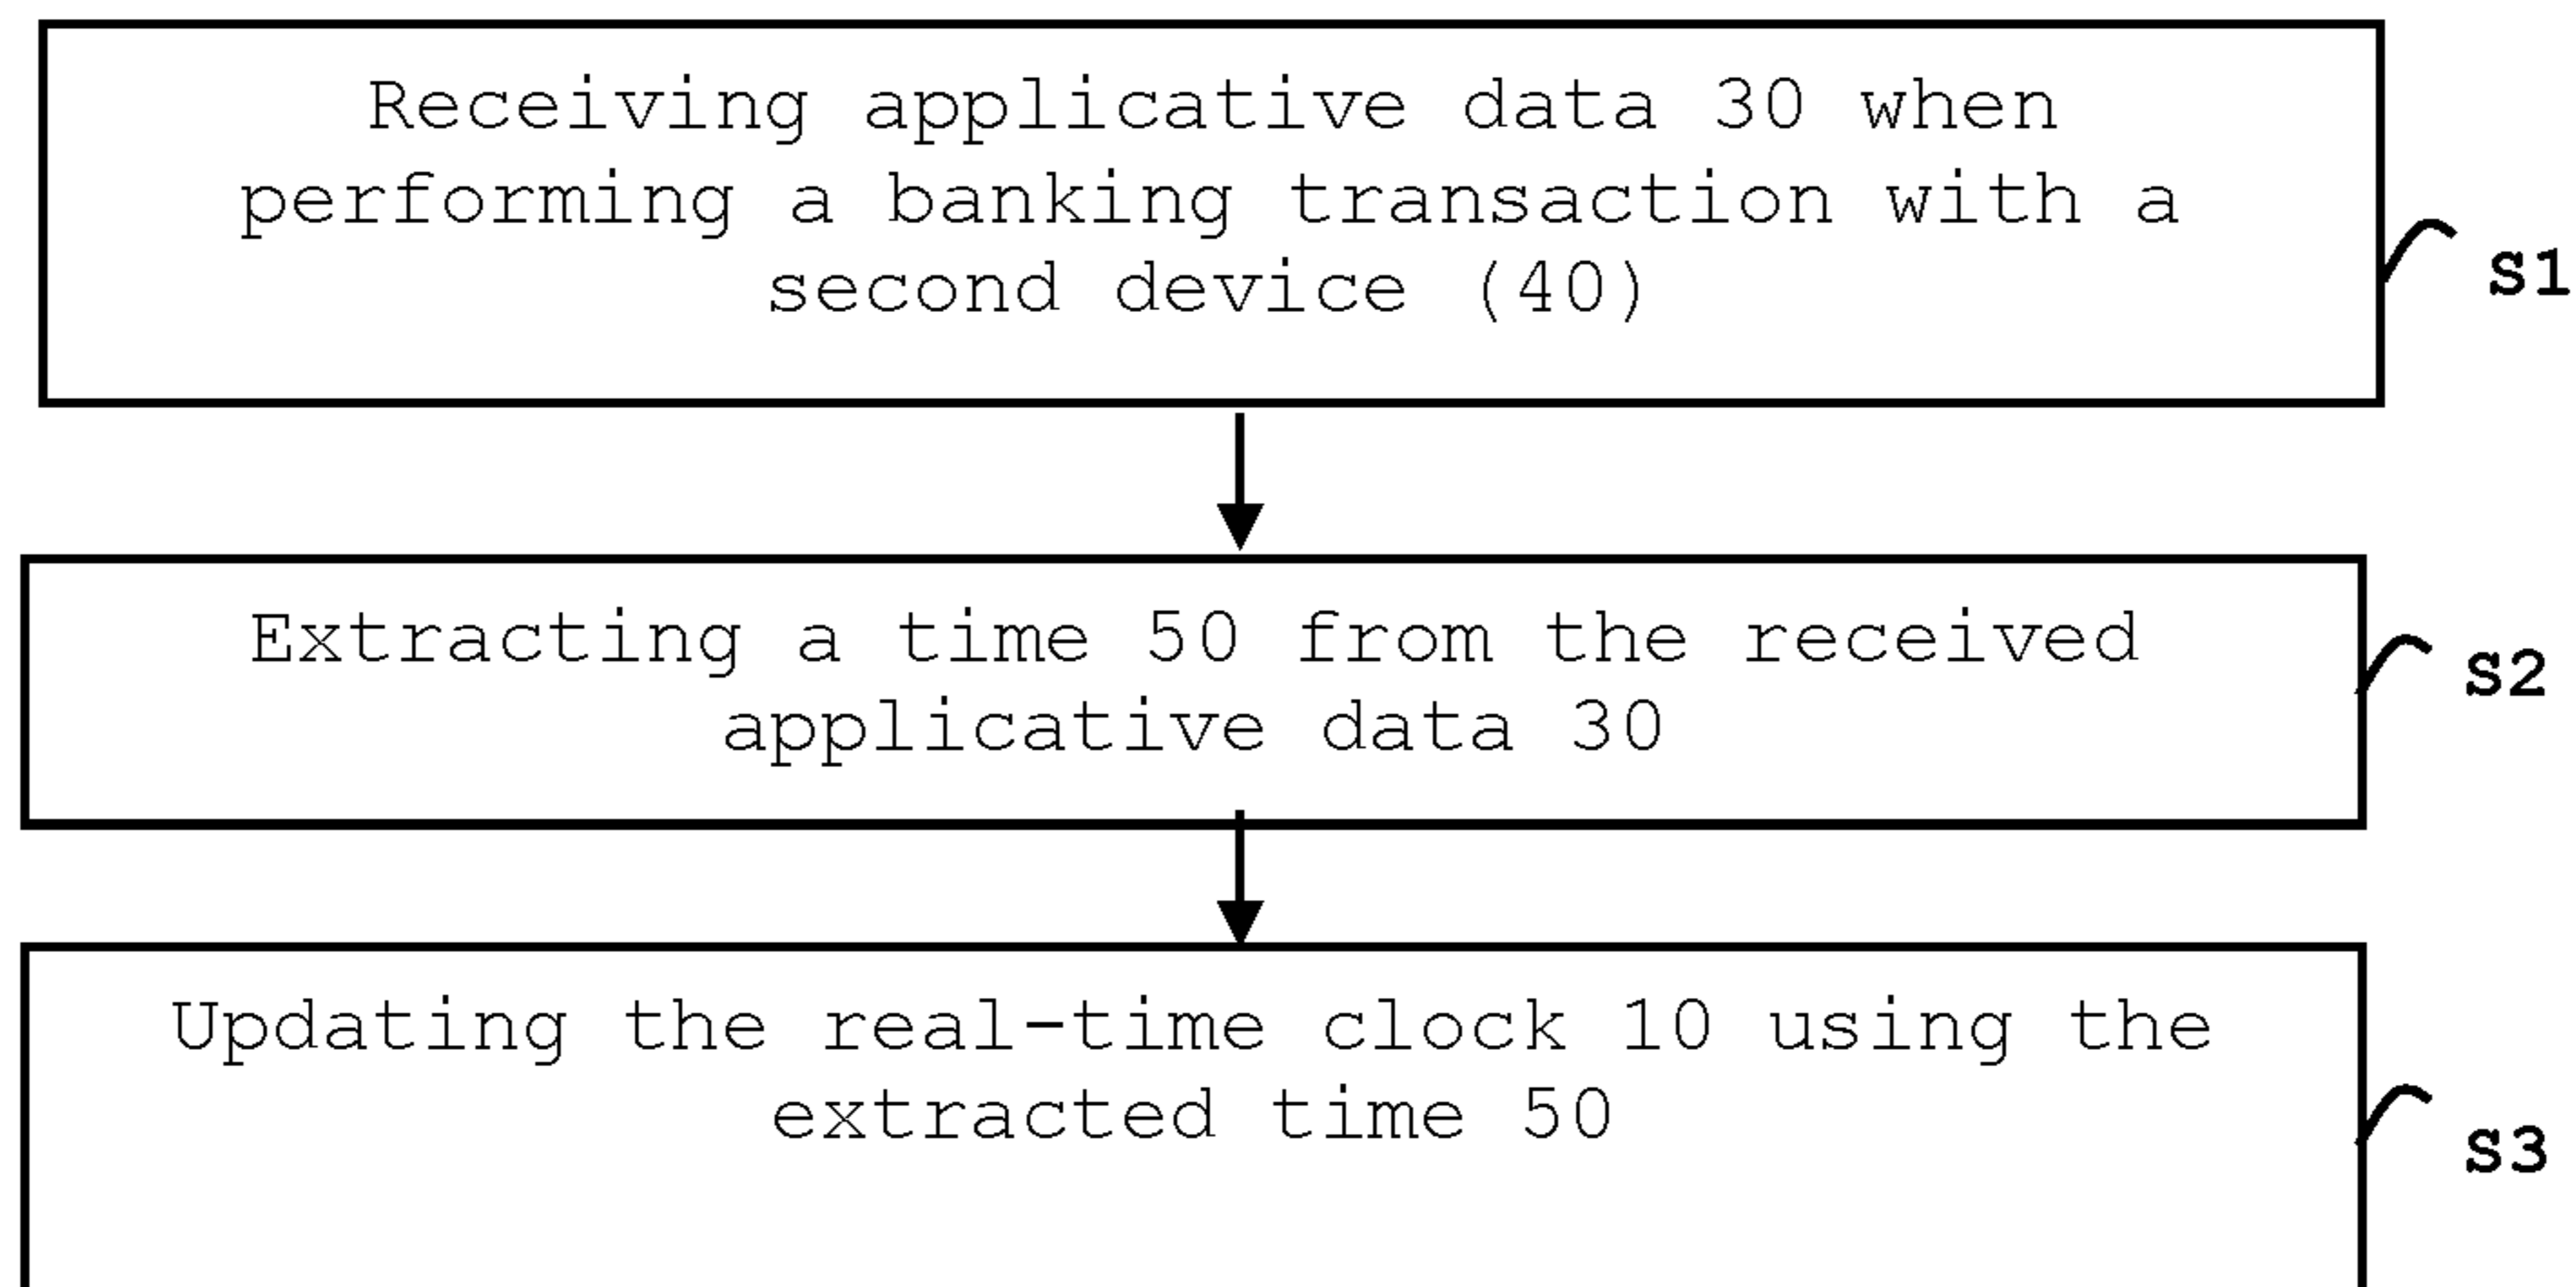 Receiving applicative data 30 when
performing a banking transaction with a
second device (40)
S1
Extracting a time 50 from the received
applicative data 30
S2
Updating the real-time clock 10 using the
extracted time 50
S3